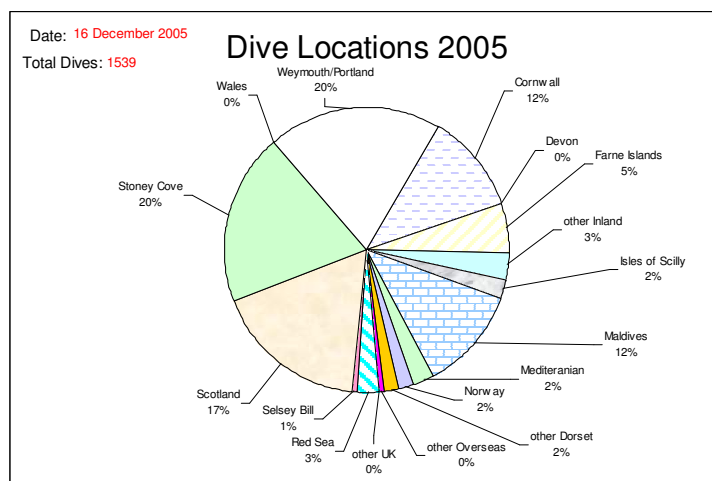 Date: 16 December 2005
Dive Locations 2005
Total Dives: 1539
Weymouth/Portland
20%
Cornwall
12%
Devon
0%
Farne Islands
5%
other Inland
3%
Isles of Scilly
2%
Maldives
12%
Mediteranian
2%
Norway
2%
other Dorset
2%
other Overseas
0%
other UK
0%
Red Sea
3%
Selsey Bill
1%
Scotland
17%
Stoney Cove
20%
Wales
0%